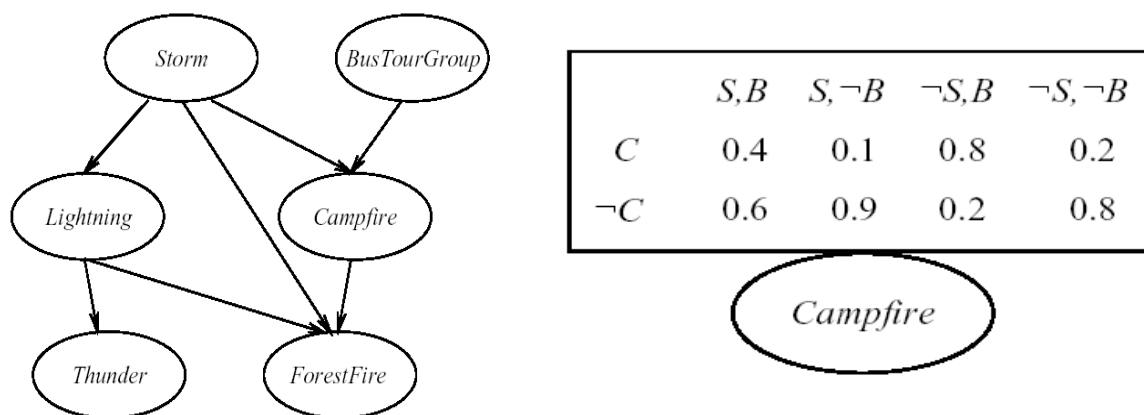 Storm
BusTourGroup
Lightning
Campfire
Thunder
ForestFire
S,B S,¬B ¬S,B ¬S,¬B
C 0.4 0.1 0.8 0.2
¬C 0.6 0.9 0.2 0.8
Campfire